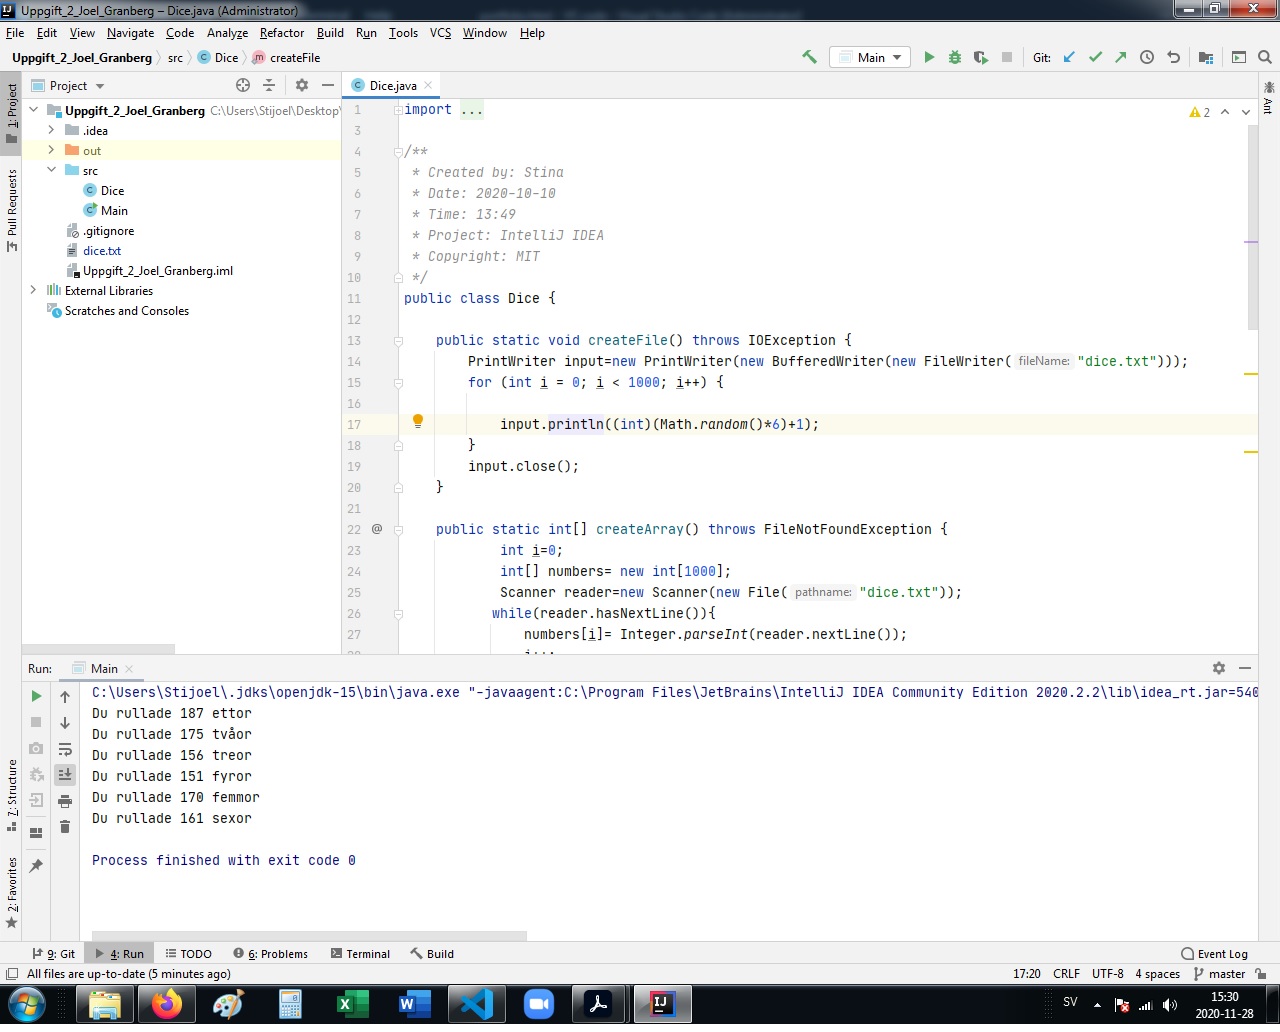 Uppgift_2_Joel_Granberg – Dice.java (Administrator)
File Edit View Navigate Code Analyze Refactor Build Run Tools VCS Window Help
Uppgift_2_Joel_Granberg src Dice createFile Main Git:
1: Project
Pull Requests
7: Structure
2: Favorites
Ant
Project
Uppgift_2_Joel_Granberg C:\Users\Stijoel\Desktop\
.idea
out
src
Dice
Main
.gitignore
dice.txt
Uppgift_2_Joel_Granberg.iml
External Libraries
Scratches and Consoles
Dice.java
2
1 import ...
3
4 /**
5 * Created by: Stina
6 * Date: 2020-10-10
7 * Time: 13:49
8 * Project: IntelliJ IDEA
9 * Copyright: MIT
10 */
11 public class Dice {
12
13 public static void createFile() throws IOException {
14 PrintWriter input=new PrintWriter(new BufferedWriter(new FileWriter( fileName: "dice.txt")));
15 for (int i = 0; i < 1000; i++) {
16
17 input.println((int)(Math.random()*6)+1);
18 }
19 input.close();
20 }
21
22 @ public static int[] createArray() throws FileNotFoundException {
23 int i=0;
24 int[] numbers= new int[1000];
25 Scanner reader=new Scanner(new File( pathname: "dice.txt"));
26 while(reader.hasNextLine()){
27 numbers[i]= Integer.parseInt(reader.nextLine());
Run: Main
C:\Users\Stijoel\.jdks\openjdk-15\bin\java.exe "-javaagent:C:\Program Files\JetBrains\IntelliJ IDEA Community Edition 2020.2.2\lib\idea_rt.jar=540
Du rullade 187 ettor
Du rullade 175 tvåor
Du rullade 156 treor
Du rullade 151 fyror
Du rullade 170 femmor
Du rullade 161 sexor
Process finished with exit code 0
9: Git 4: Run TODO 6: Problems Terminal Build Event Log
All files are up-to-date (5 minutes ago) 17:20 CRLF UTF-8 4 spaces master
SV 15:30
2020-11-28